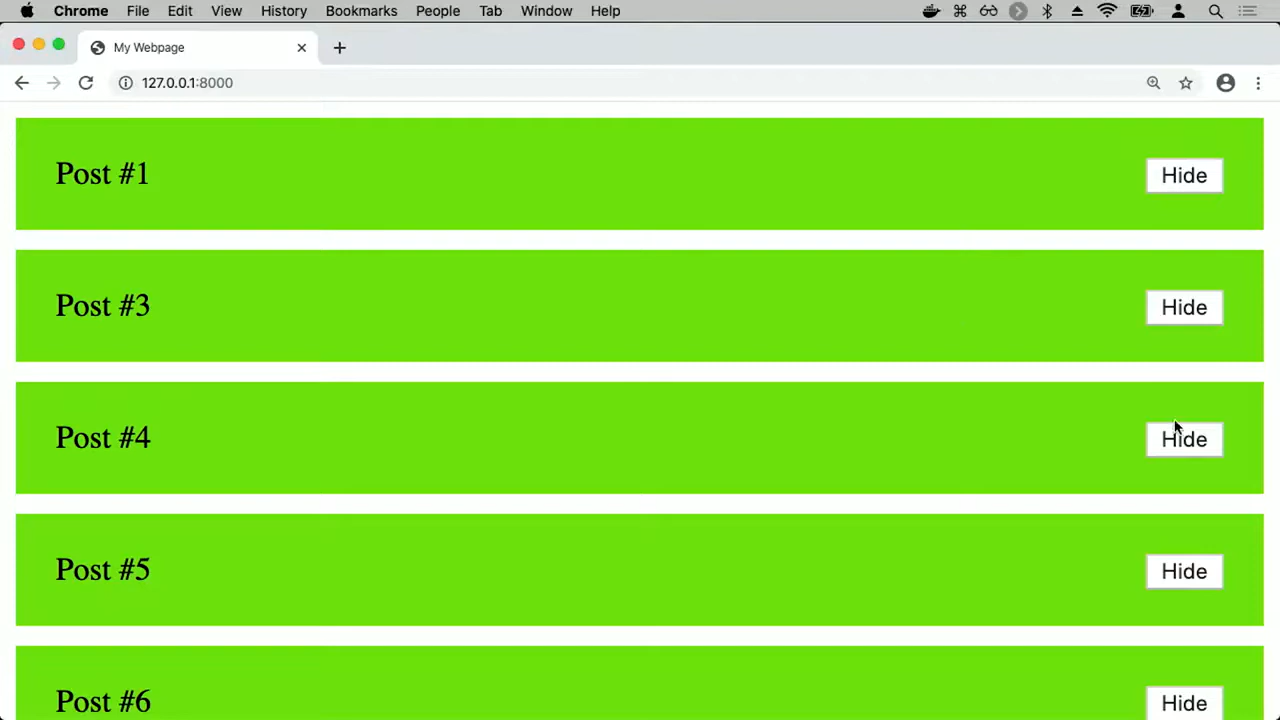 Chrome File Edit View History Bookmarks People Tab Window Help
My Webpage
127.0.0.1:8000
Post #1 Hide
Post #3 Hide
Post #4 Hide
Post #5 Hide
Post #6 Hide